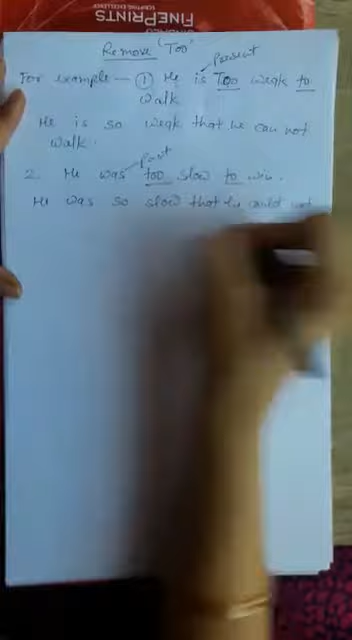 FINEPRINTS
Remove "Too"
Present
For example — ① He is Too weak to
walk
He is so weak that he can not
walk.
Past
2. He was too slow to win.
He was so slow that he could not